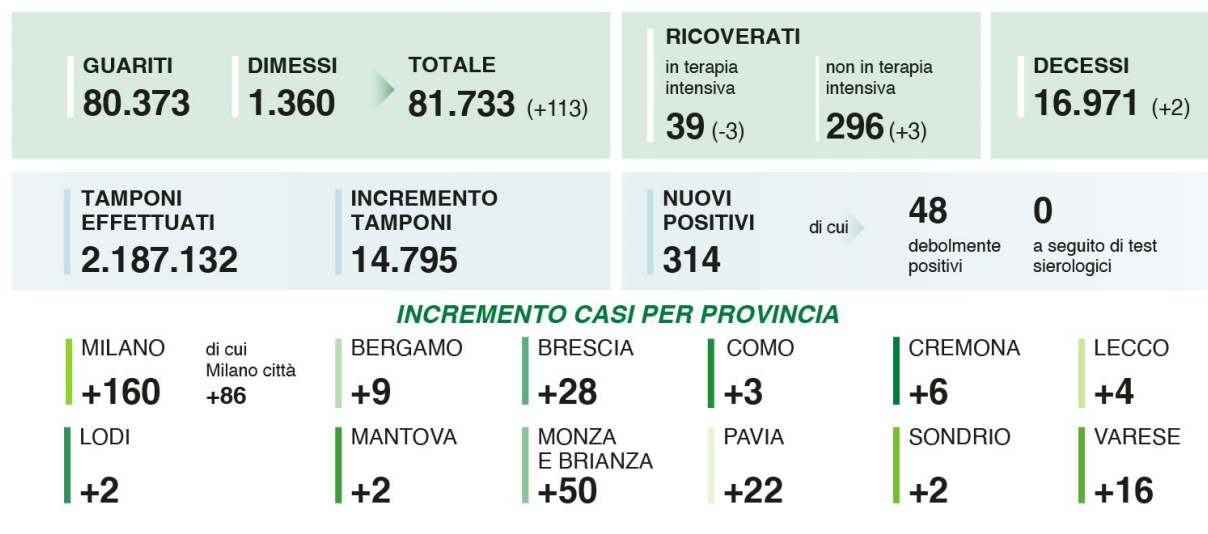 GUARITI
80.373
DIMESSI
1.360
TOTALE
81.733 (+113)
RICOVERATI
in terapia
intensiva
39 (-3)
non in terapia
intensiva
296 (+3)
DECESSI
16.971 (+2)
TAMPONI
EFFETTUATI
2.187.132
INCREMENTO
TAMPONI
14.795
NUOVI
POSITIVI
314
di cui
48
debolmente
positivi
0
a seguito di test
sierologici
INCREMENTO CASI PER PROVINCIA
MILANO
+160
di cui
Milano città
+86
BERGAMO
+9
BRESCIA
+28
COMO
+3
CREMONA
+6
LECCO
+4
LODI
+2
MANTOVA
+2
MONZA
E BRIANZA
+50
PAVIA
+22
SONDRIO
+2
VARESE
+16